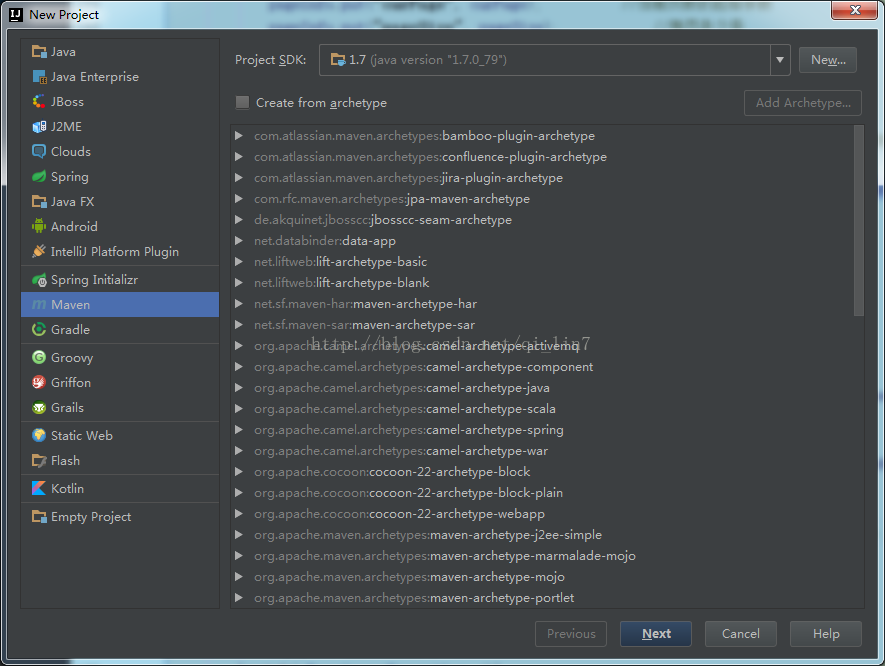 New Project
Java
Java Enterprise
JBoss
J2ME
Clouds
Spring
Java FX
Android
IntelliJ Platform Plugin
Spring Initializr
Maven
Gradle
Groovy
Griffon
Grails
Static Web
Flash
Kotlin
Empty Project
Project SDK: 1.7 (java version "1.7.0_79") New...
Create from archetype Add Archetype...
com.atlassian.maven.archetypes:bamboo-plugin-archetype
com.atlassian.maven.archetypes:confluence-plugin-archetype
com.atlassian.maven.archetypes:jira-plugin-archetype
com.rfc.maven.archetypes:jpa-maven-archetype
de.akquinet.jbosscc:jbosscc-seam-archetype
net.databinder:data-app
net.liftweb:lift-archetype-basic
net.liftweb:lift-archetype-blank
net.sf.maven-har:maven-archetype-har
net.sf.maven-sar:maven-archetype-sar
org.apache.camel.archetypes:camel-archetype-activemq
http://blog.csdn.net/qi_lin7
org.apache.camel.archetypes:camel-archetype-component
org.apache.camel.archetypes:camel-archetype-java
org.apache.camel.archetypes:camel-archetype-scala
org.apache.camel.archetypes:camel-archetype-spring
org.apache.camel.archetypes:camel-archetype-war
org.apache.cocoon:cocoon-22-archetype-block
org.apache.cocoon:cocoon-22-archetype-block-plain
org.apache.cocoon:cocoon-22-archetype-webapp
org.apache.maven.archetypes:maven-archetype-j2ee-simple
org.apache.maven.archetypes:maven-archetype-marmalade-mojo
org.apache.maven.archetypes:maven-archetype-mojo
org.apache.maven.archetypes:maven-archetype-portlet
Previous Next Cancel Help